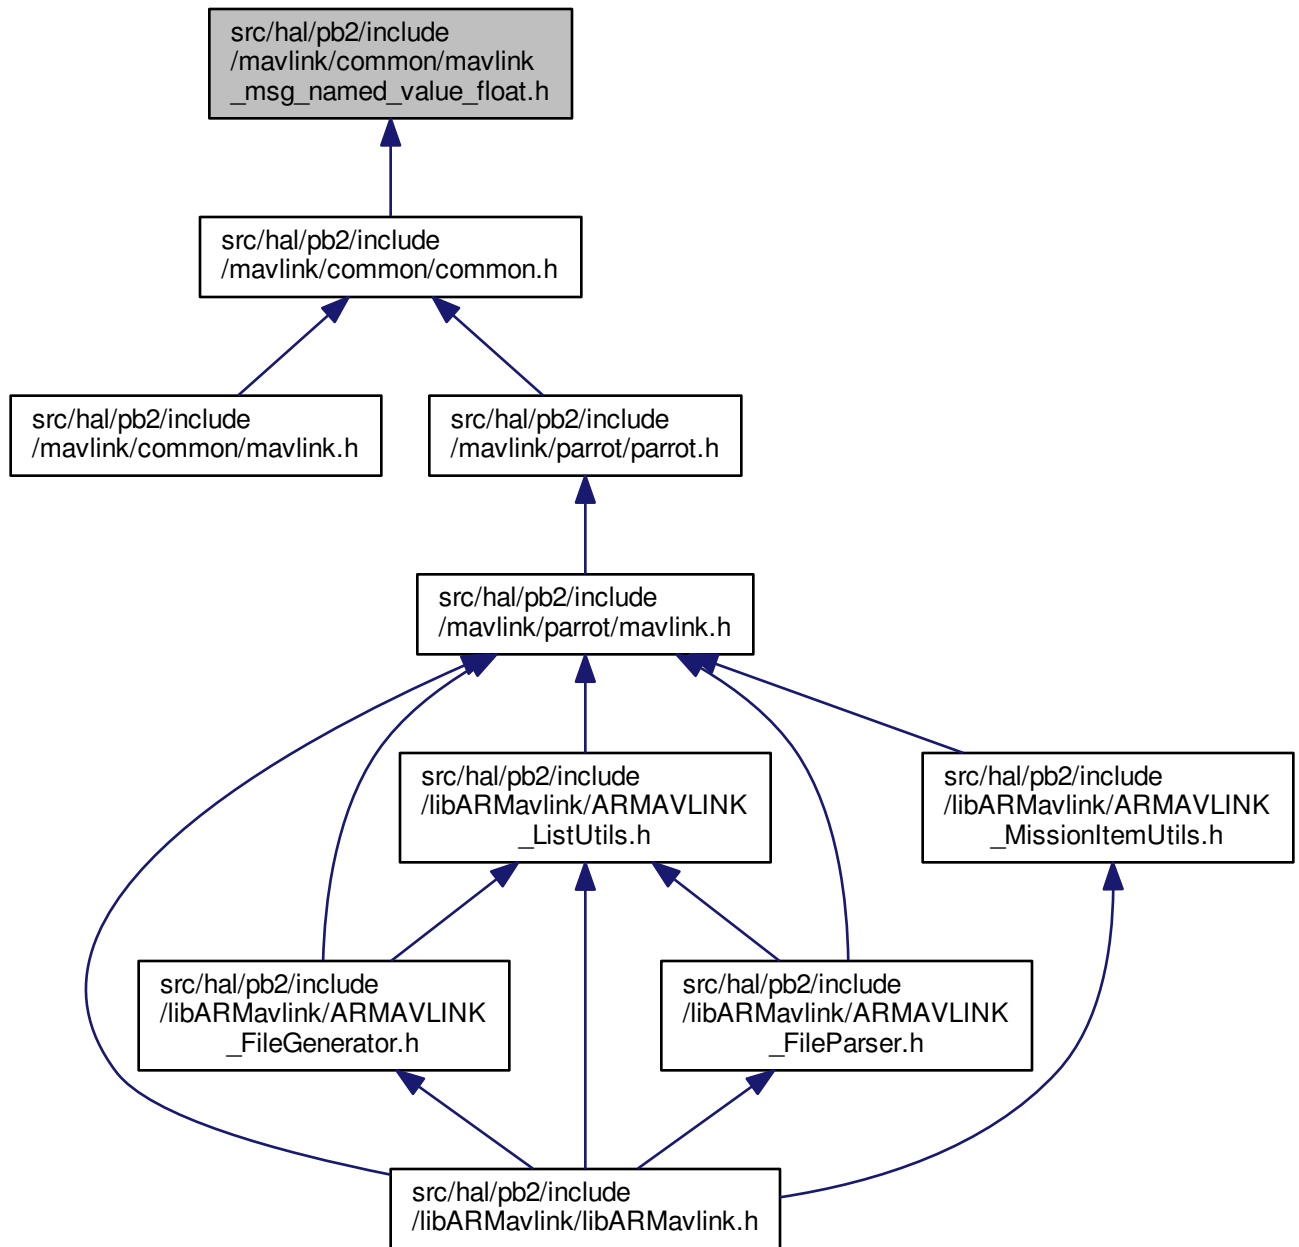 src/hal/pb2/include
/mavlink/common/mavlink
_msg_named_value_float.h
src/hal/pb2/include
/mavlink/common/common.h
src/hal/pb2/include
/mavlink/common/mavlink.h
src/hal/pb2/include
/mavlink/parrot/parrot.h
src/hal/pb2/include
/mavlink/parrot/mavlink.h
src/hal/pb2/include
/libARMavlink/ARMAVLINK
_ListUtils.h
src/hal/pb2/include
/libARMavlink/ARMAVLINK
_MissionItemUtils.h
src/hal/pb2/include
/libARMavlink/ARMAVLINK
_FileGenerator.h
src/hal/pb2/include
/libARMavlink/ARMAVLINK
_FileParser.h
src/hal/pb2/include
/libARMavlink/libARMavlink.h